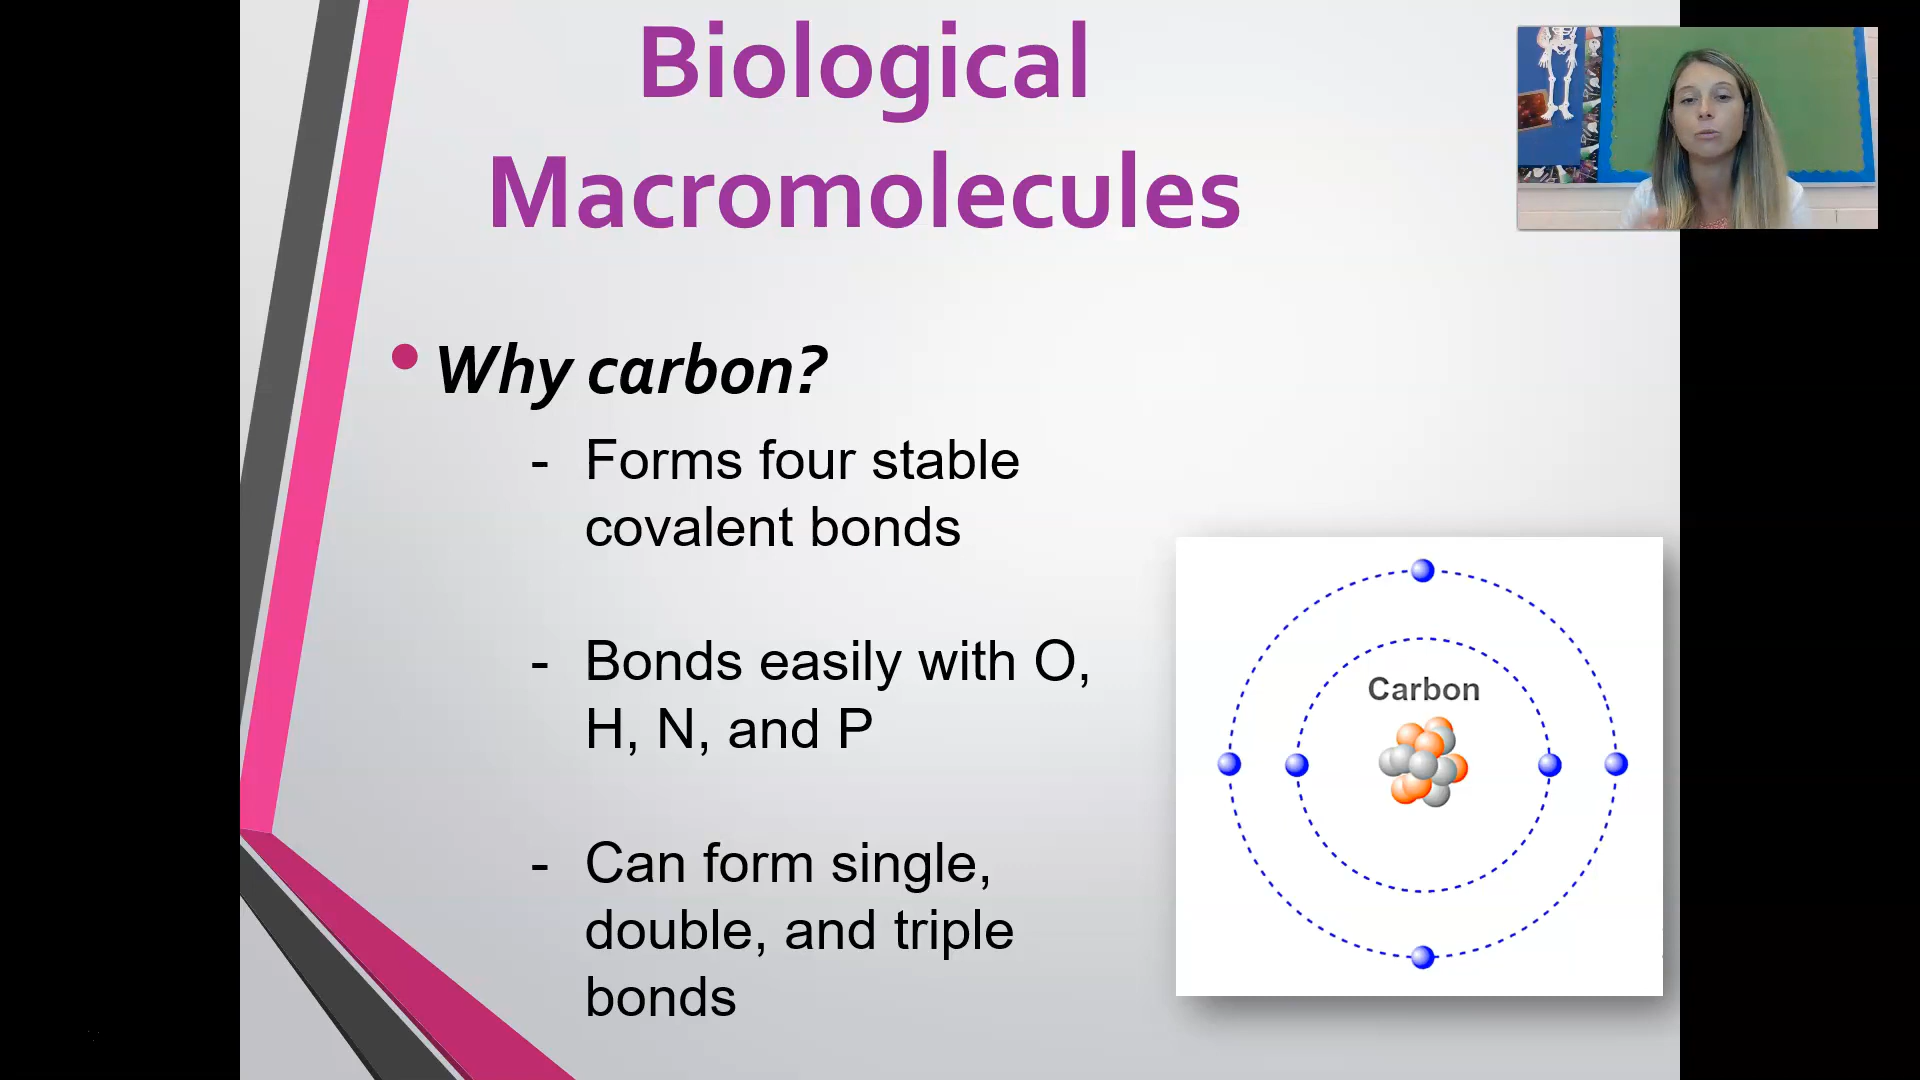 Biological
Macromolecules
• Why carbon?
- Forms four stable
covalent bonds
- Bonds easily with O,
H, N, and P
- Can form single,
double, and triple
bonds
Carbon